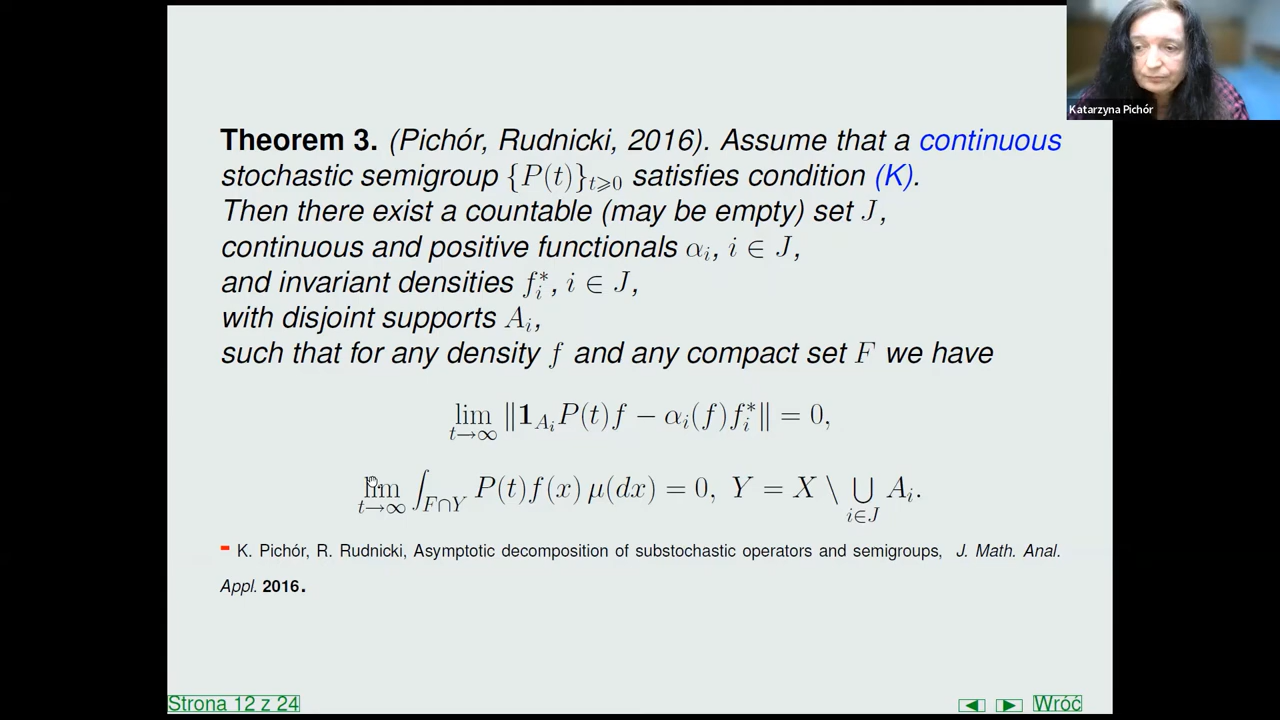 Katarzyna Pichór
Theorem 3. (Pichór, Rudnicki, 2016). Assume that a continuous
stochastic semigroup {P(t)}_{t⩾0} satisfies condition (K).
Then there exist a countable (may be empty) set J,
continuous and positive functionals α_i, i ∈ J,
and invariant densities f_i^*, i ∈ J,
with disjoint supports A_i,
such that for any density f and any compact set F we have
lim_{t→∞} ‖1_{A_i} P(t)f − α_i(f)f_i^*‖ = 0,
lim_{t→∞} ∫_{F∩Y} P(t)f(x) μ(dx) = 0, Y = X \ ⋃_{i∈J} A_i.
- K. Pichór, R. Rudnicki, Asymptotic decomposition of substochastic operators and semigroups, J. Math. Anal.
Appl. 2016.
Strona 12 z 24
Wróć